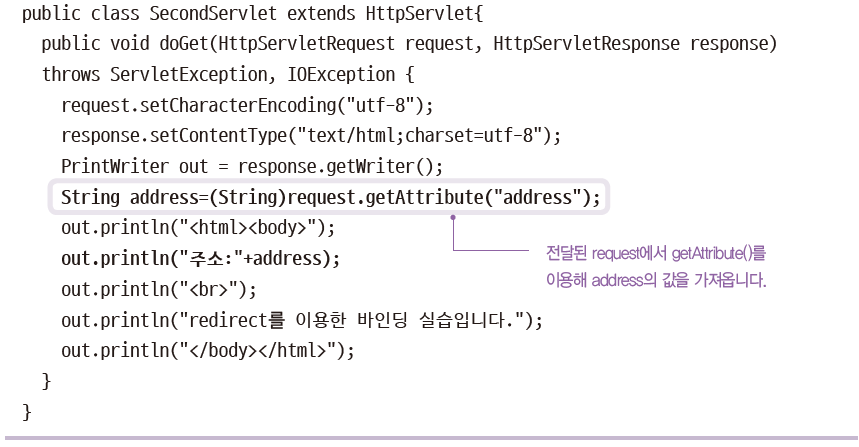 public class SecondServlet extends HttpServlet{
public void doGet(HttpServletRequest request, HttpServletResponse response)
throws ServletException, IOException {
request.setCharacterEncoding("utf-8");
response.setContentType("text/html;charset=utf-8");
PrintWriter out = response.getWriter();
String address=(String)request.getAttribute("address");
out.println("<html><body>");
out.println("주소:"+address);
out.println("<br>");
out.println("redirect를 이용한 바인딩 실습입니다.");
out.println("</body></html>");
}
}
전달된 request에서 getAttribute()를
이용해 address의 값을 가져옵니다.